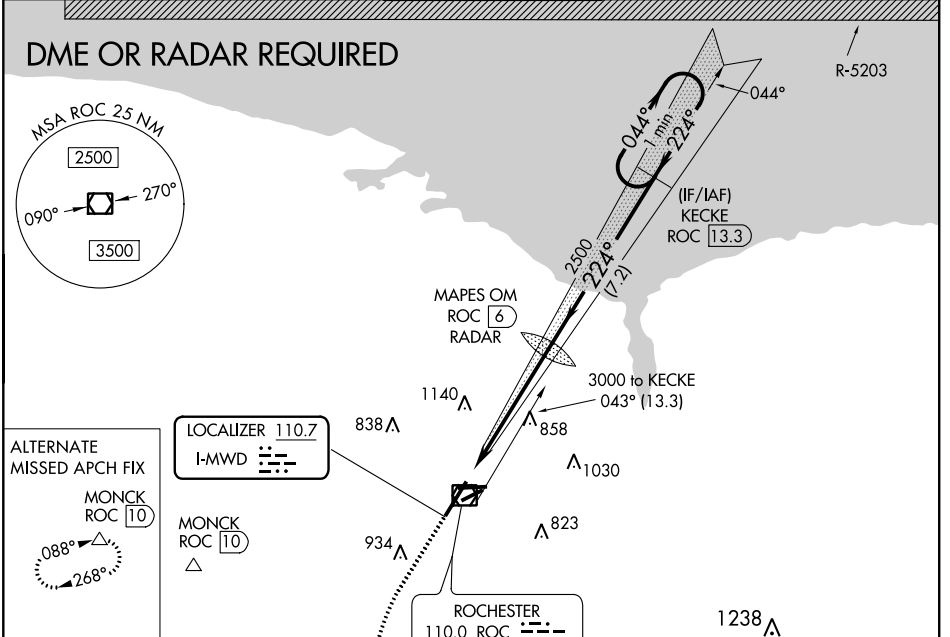 DME OR RADAR REQUIRED
R-5203
MSA ROC 25 NM
2500
090°
270°
3500
044°
1 min
224°
044°
(IF/IAF)
KECKE
ROC 13.3
2500
224°
(7.2)
MAPES OM
ROC 6
RADAR
3000 to KECKE
043° (13.3)
1140
838
858
1030
823
934
1238
LOCALIZER 110.7
I-MWD
ALTERNATE
MISSED APCH FIX
MONCK
ROC 10
088°
268°
MONCK
ROC 10
ROCHESTER
110.0 ROC